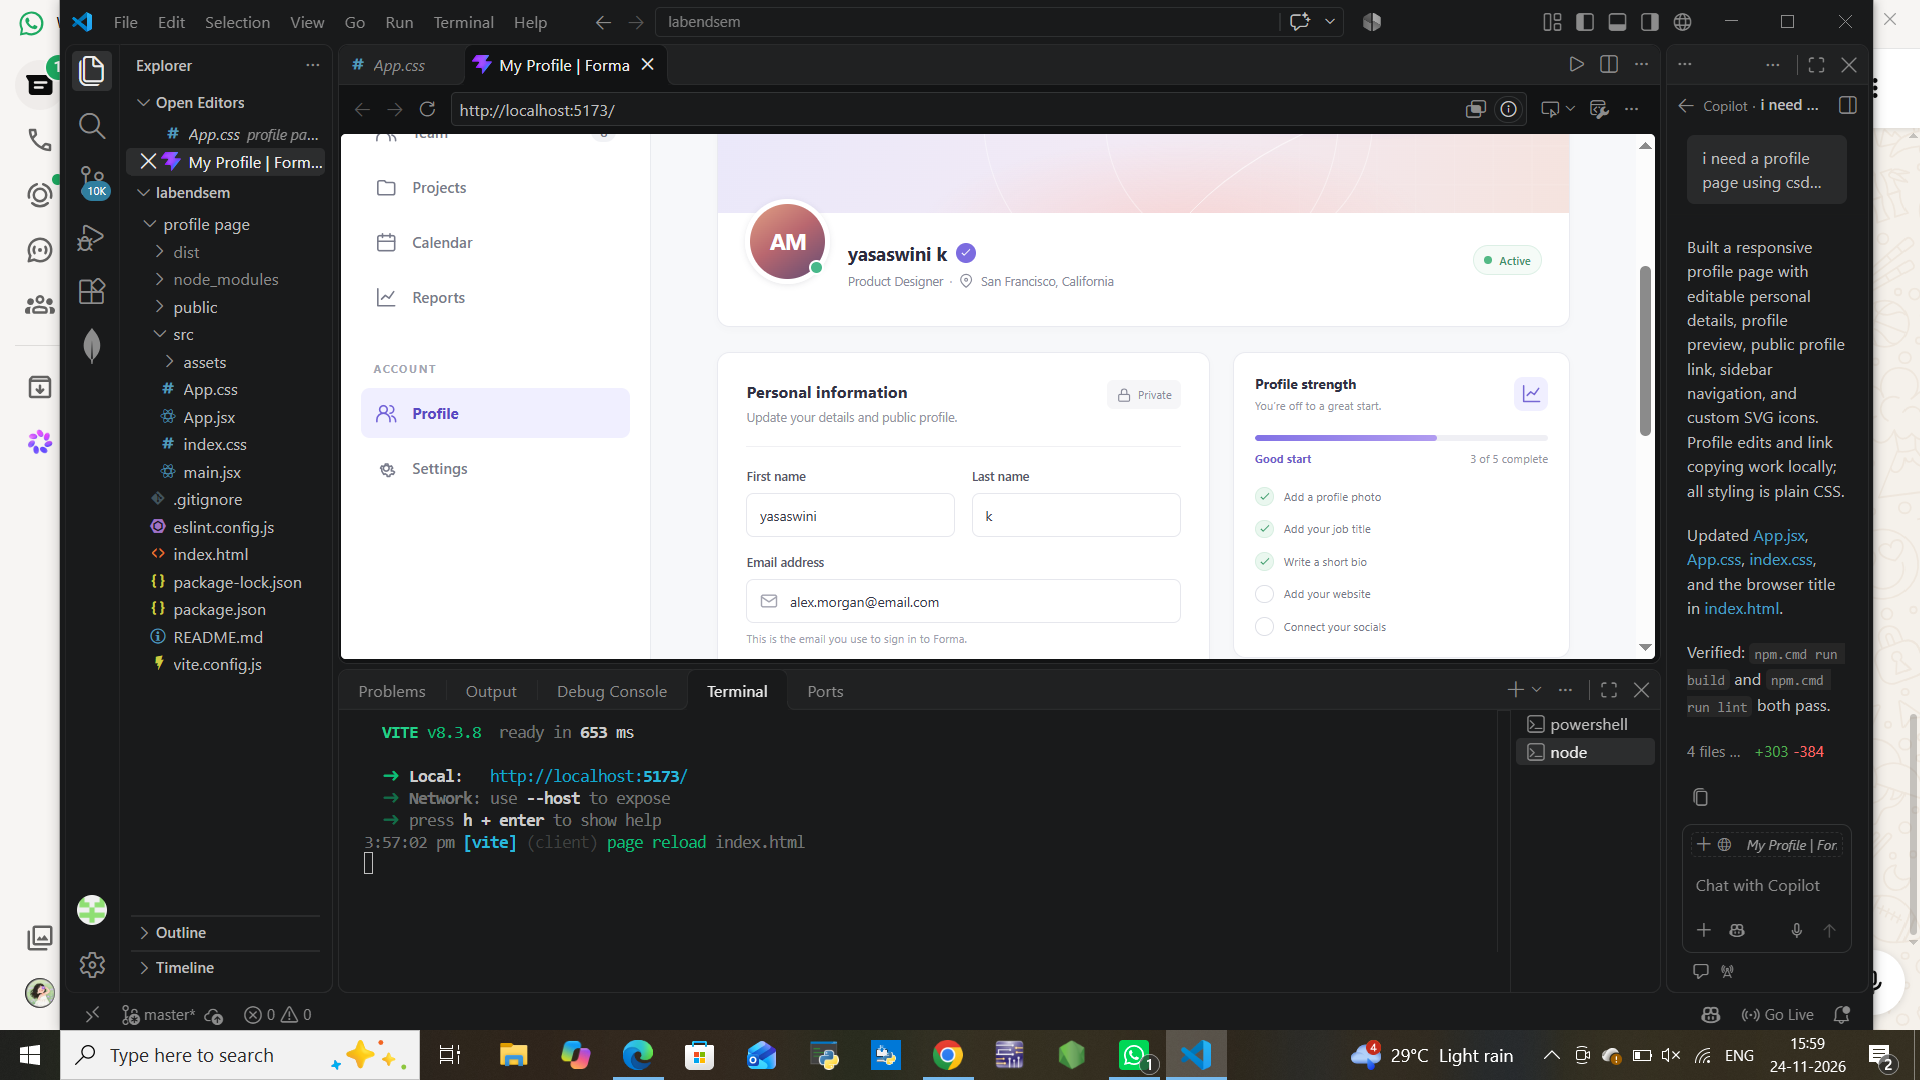 File Edit Selection View Go Run Terminal Help
labendsem
Explorer
Open Editors
# App.css profile pa...
My Profile | Form...
labendsem
profile page
dist
node_modules
public
src
assets
# App.css
App.jsx
# index.css
main.jsx
.gitignore
eslint.config.js
<> index.html
{} package-lock.json
{} package.json
README.md
vite.config.js
Outline
Timeline
10K
1
# App.css
My Profile | Forma
http://localhost:5173/
Projects
Calendar
Reports
ACCOUNT
Profile
Settings
AM
yasaswini k
Product Designer · San Francisco, California
Active
Personal information
Update your details and public profile.
Private
First name
Last name
yasaswini
k
Email address
alex.morgan@email.com
This is the email you use to sign in to Forma.
Profile strength
You're off to a great start.
Good start
3 of 5 complete
Add a profile photo
Add your job title
Write a short bio
Add your website
Connect your socials
Problems Output Debug Console Terminal Ports
VITE v8.3.8 ready in 653 ms
➜ Local: http://localhost:5173/
➜ Network: use --host to expose
➜ press h + enter to show help
3:57:02 pm [vite] (client) page reload index.html
powershell
node
Copilot · i need ...
i need a profile
page using csd...
Built a responsive
profile page with
editable personal
details, profile
preview, public profile
link, sidebar
navigation, and
custom SVG icons.
Profile edits and link
copying work locally;
all styling is plain CSS.
Updated App.jsx,
App.css, index.css,
and the browser title
in index.html.
Verified: npm.cmd run
build and npm.cmd
run lint both pass.
4 files ... +303 -384
My Profile | For
Chat with Copilot
master* 0 0
Go Live
Type here to search
1
4
29°C Light rain
ENG
15:59
24-11-2026
2